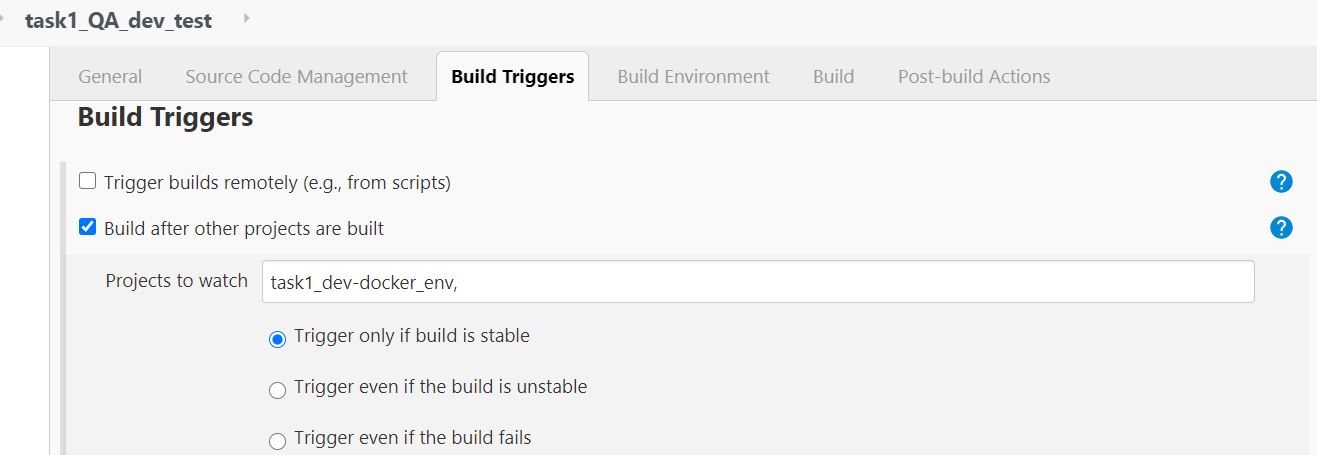 task1_QA_dev_test
General Source Code Management Build Triggers Build Environment Build Post-build Actions
Build Triggers
Trigger builds remotely (e.g., from scripts) ?
Build after other projects are built ?
Projects to watch task1_dev-docker_env,
Trigger only if build is stable
Trigger even if the build is unstable
Trigger even if the build fails